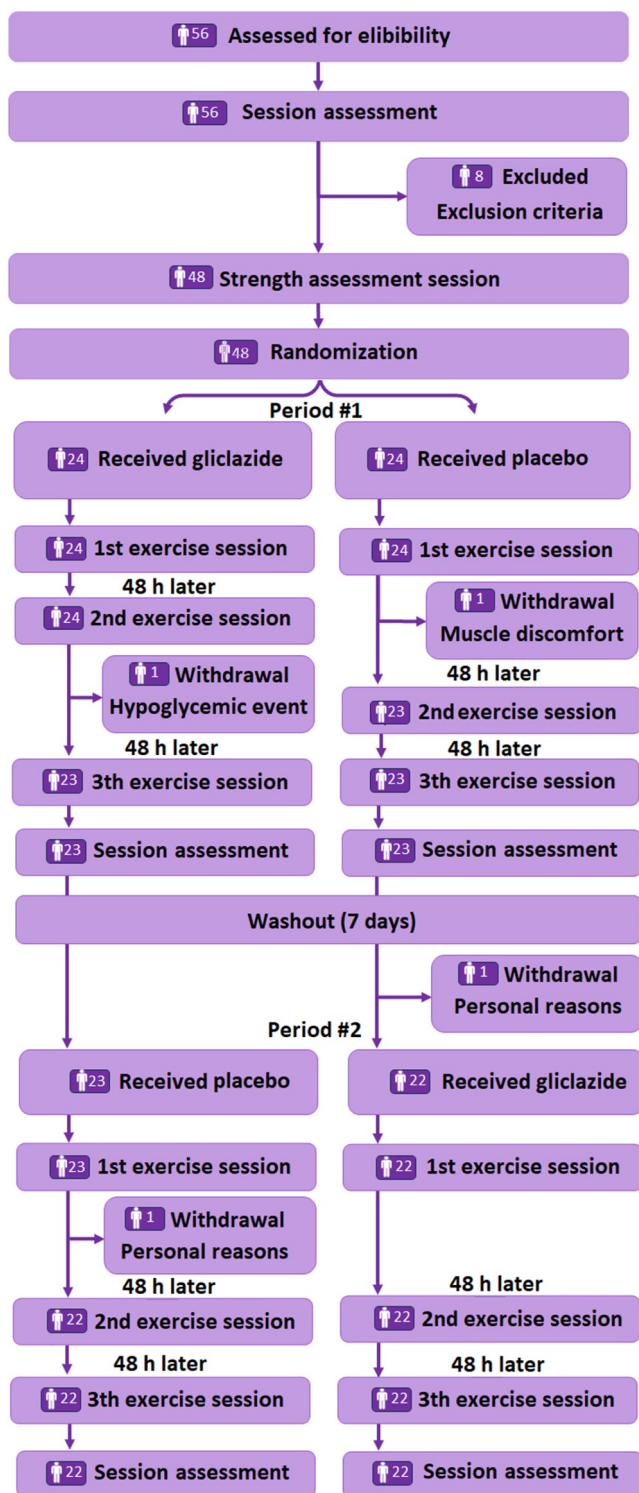 56 Assessed for elibibility
56 Session assessment
8 Excluded
Exclusion criteria
48 Strength assessment session
48 Randomization
Period #1
24 Received gliclazide
24 1st exercise session
48 h later
24 2nd exercise session
1 Withdrawal
Hypoglycemic event
48 h later
23 3th exercise session
23 Session assessment
24 Received placebo
24 1st exercise session
1 Withdrawal
Muscle discomfort
48 h later
23 2nd exercise session
48 h later
23 3th exercise session
23 Session assessment
Washout (7 days)
1 Withdrawal
Personal reasons
Period #2
23 Received placebo
23 1st exercise session
1 Withdrawal
Personal reasons
48 h later
22 2nd exercise session
48 h later
22 3th exercise session
22 Session assessment
22 Received gliclazide
22 1st exercise session
48 h later
22 2nd exercise session
48 h later
22 3th exercise session
22 Session assessment